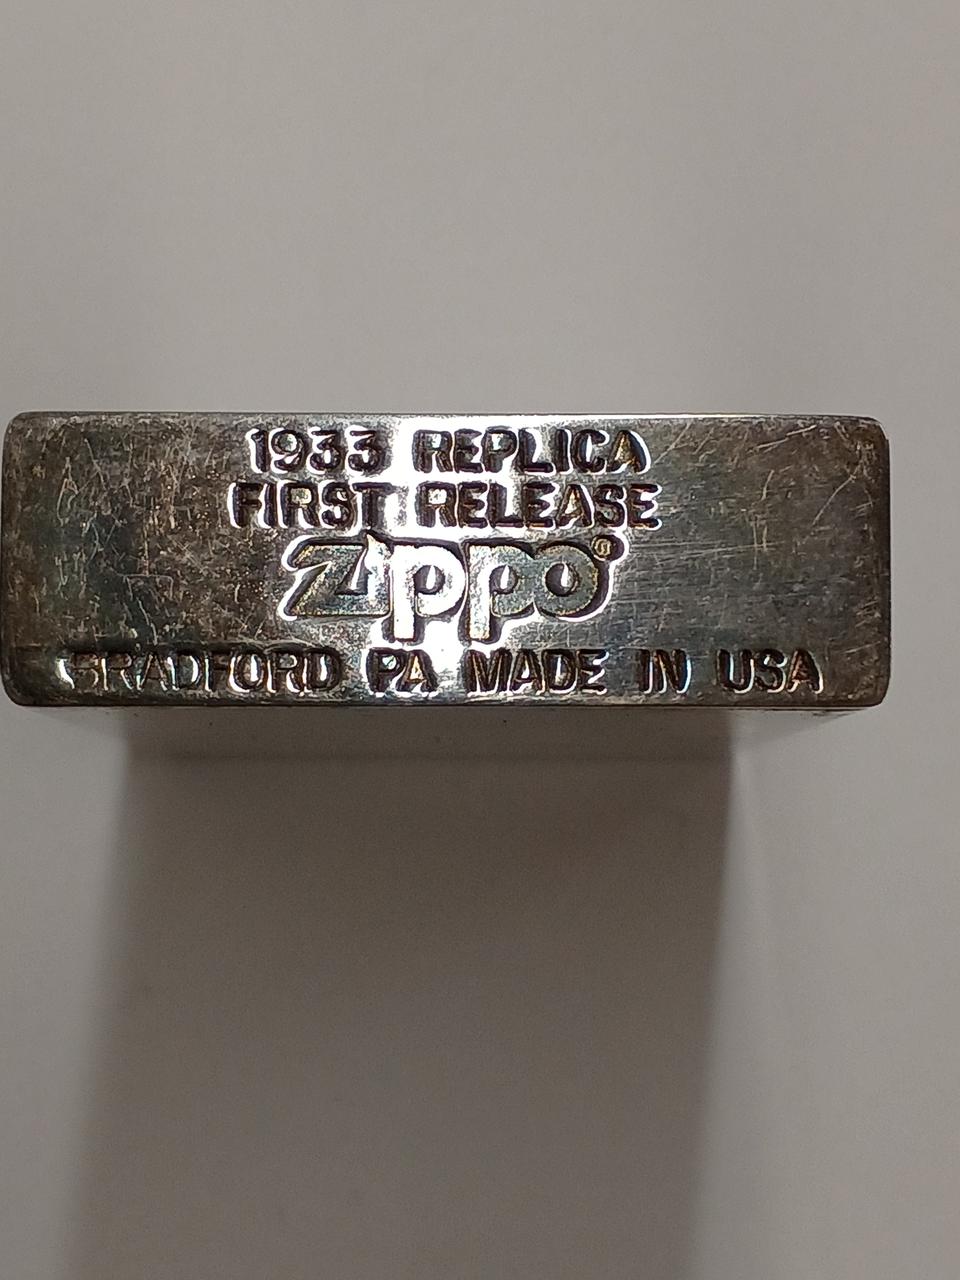 1933 REPLICA
FIRST RELEASE
Zippo®
BRADFORD PA MADE IN USA